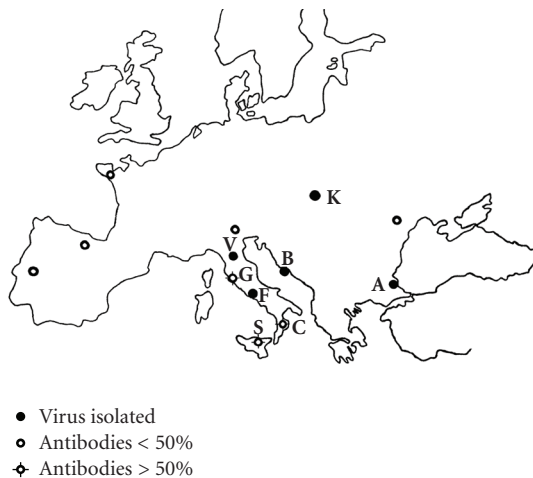 K
V
B
G
F
A
S
C
Virus isolated
Antibodies < 50%
Antibodies > 50%